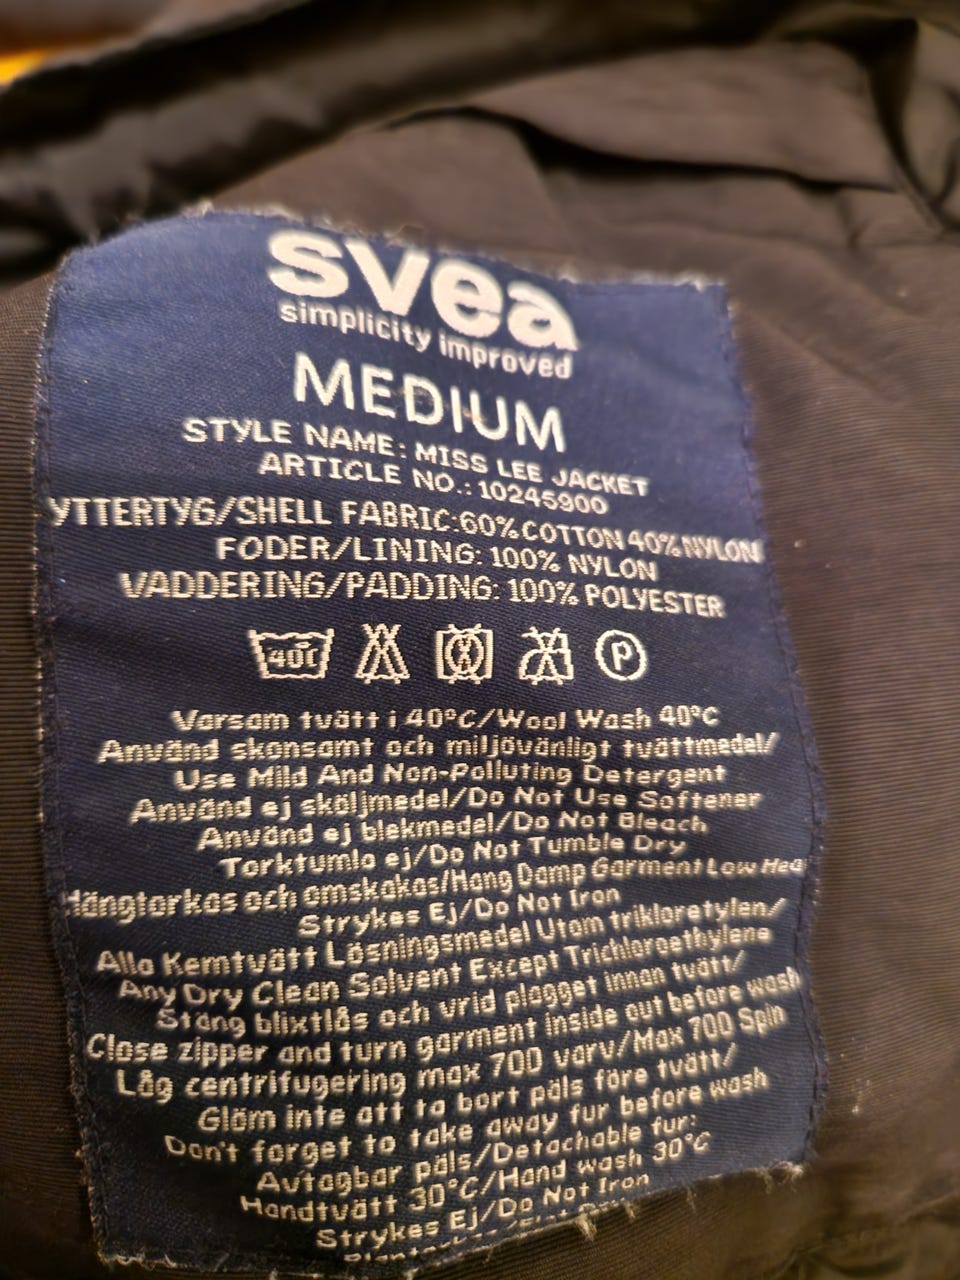 svea
simplicity improved
MEDIUM
STYLE NAME: MISS LEE JACKET
ARTICLE NO.: 10245900
YTTERTYG/SHELL FABRIC:60% COTTON 40% NYLON
FODER/LINING: 100% NYLON
VADDERING/PADDING: 100% POLYESTER
40C P
Varsam tvätt i 40°C/Wool Wash 40°C
Använd skonsamt och miljövänligt tvättmedel/
Use Mild And Non-Polluting Detergent
Använd ej sköljmedel/Do Not Use Softener
Använd ej blekmedel/Do Not Bleach
Torktumla ej/Do Not Tumble Dry
Hängtorkas och omskakas/Hang Damp Garment Low Hea
Strykes Ej/Do Not Iron
Alla Kemtvätt Lösningsmedel Utom trikloretylen/
Any Dry Clean Solvent Except Trichloroethylene
Stäng blixtlås och vrid plagget innan tvätt/
Close zipper and turn garment inside out before wash
Låg centrifugering max 700 varv/Max 700 Spin
Glöm inte att ta bort päls före tvätt/
Don't forget to take away fur before wash
Avtagbar päls/Detachable fur:
Handtvätt 30°C/Hand wash 30°C
Strykes Ej/Do Not Iron